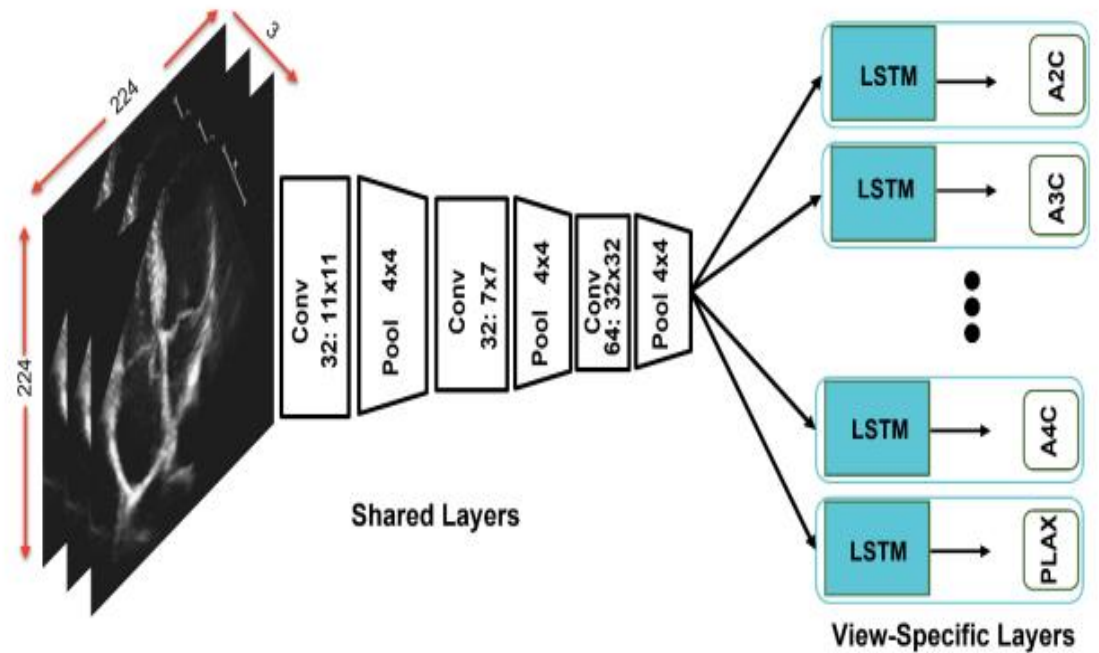 224
3
224
Conv
32: 11x11
Pool 4x4
Conv
32: 7x7
Pool 4x4
Conv
64: 32x32
Pool 4x4
Shared Layers
LSTM
A2C
LSTM
A3C
LSTM
A4C
LSTM
PLAX
View-Specific Layers